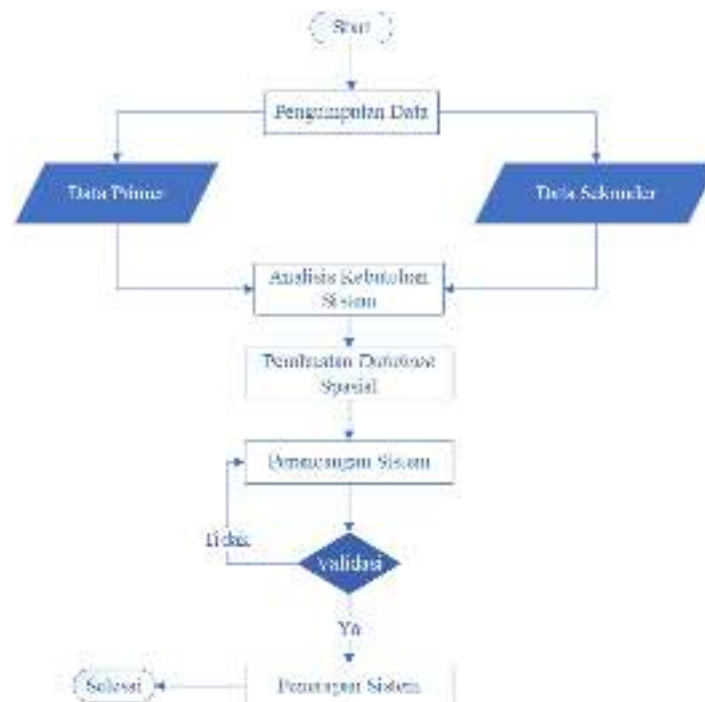 Start
Pengumpulan Data
Data Primer
Data Sekunder
Analisis Kebutuhan
Sistem
Pembuatan Database
Spasial
Perancangan Sistem
Tidak
Validasi
Ya
Selesai
Penerapan Sistem